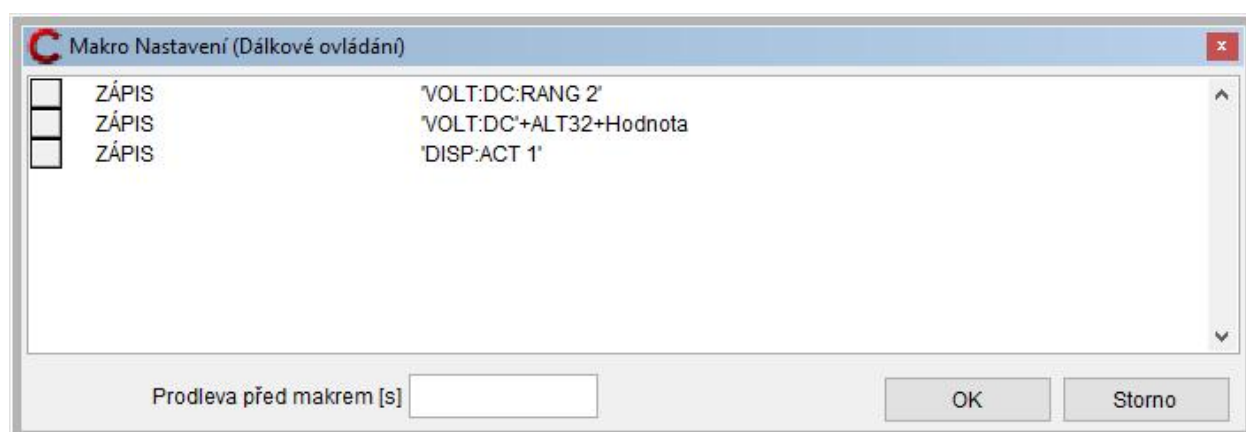 Makro Nastavení (Dálkové ovládání)
x
ZÁPIS 'VOLT:DC:RANG 2'
ZÁPIS 'VOLT:DC'+ALT32+Hodnota
ZÁPIS 'DISP:ACT 1'
Prodleva před makrem [s] OK Storno